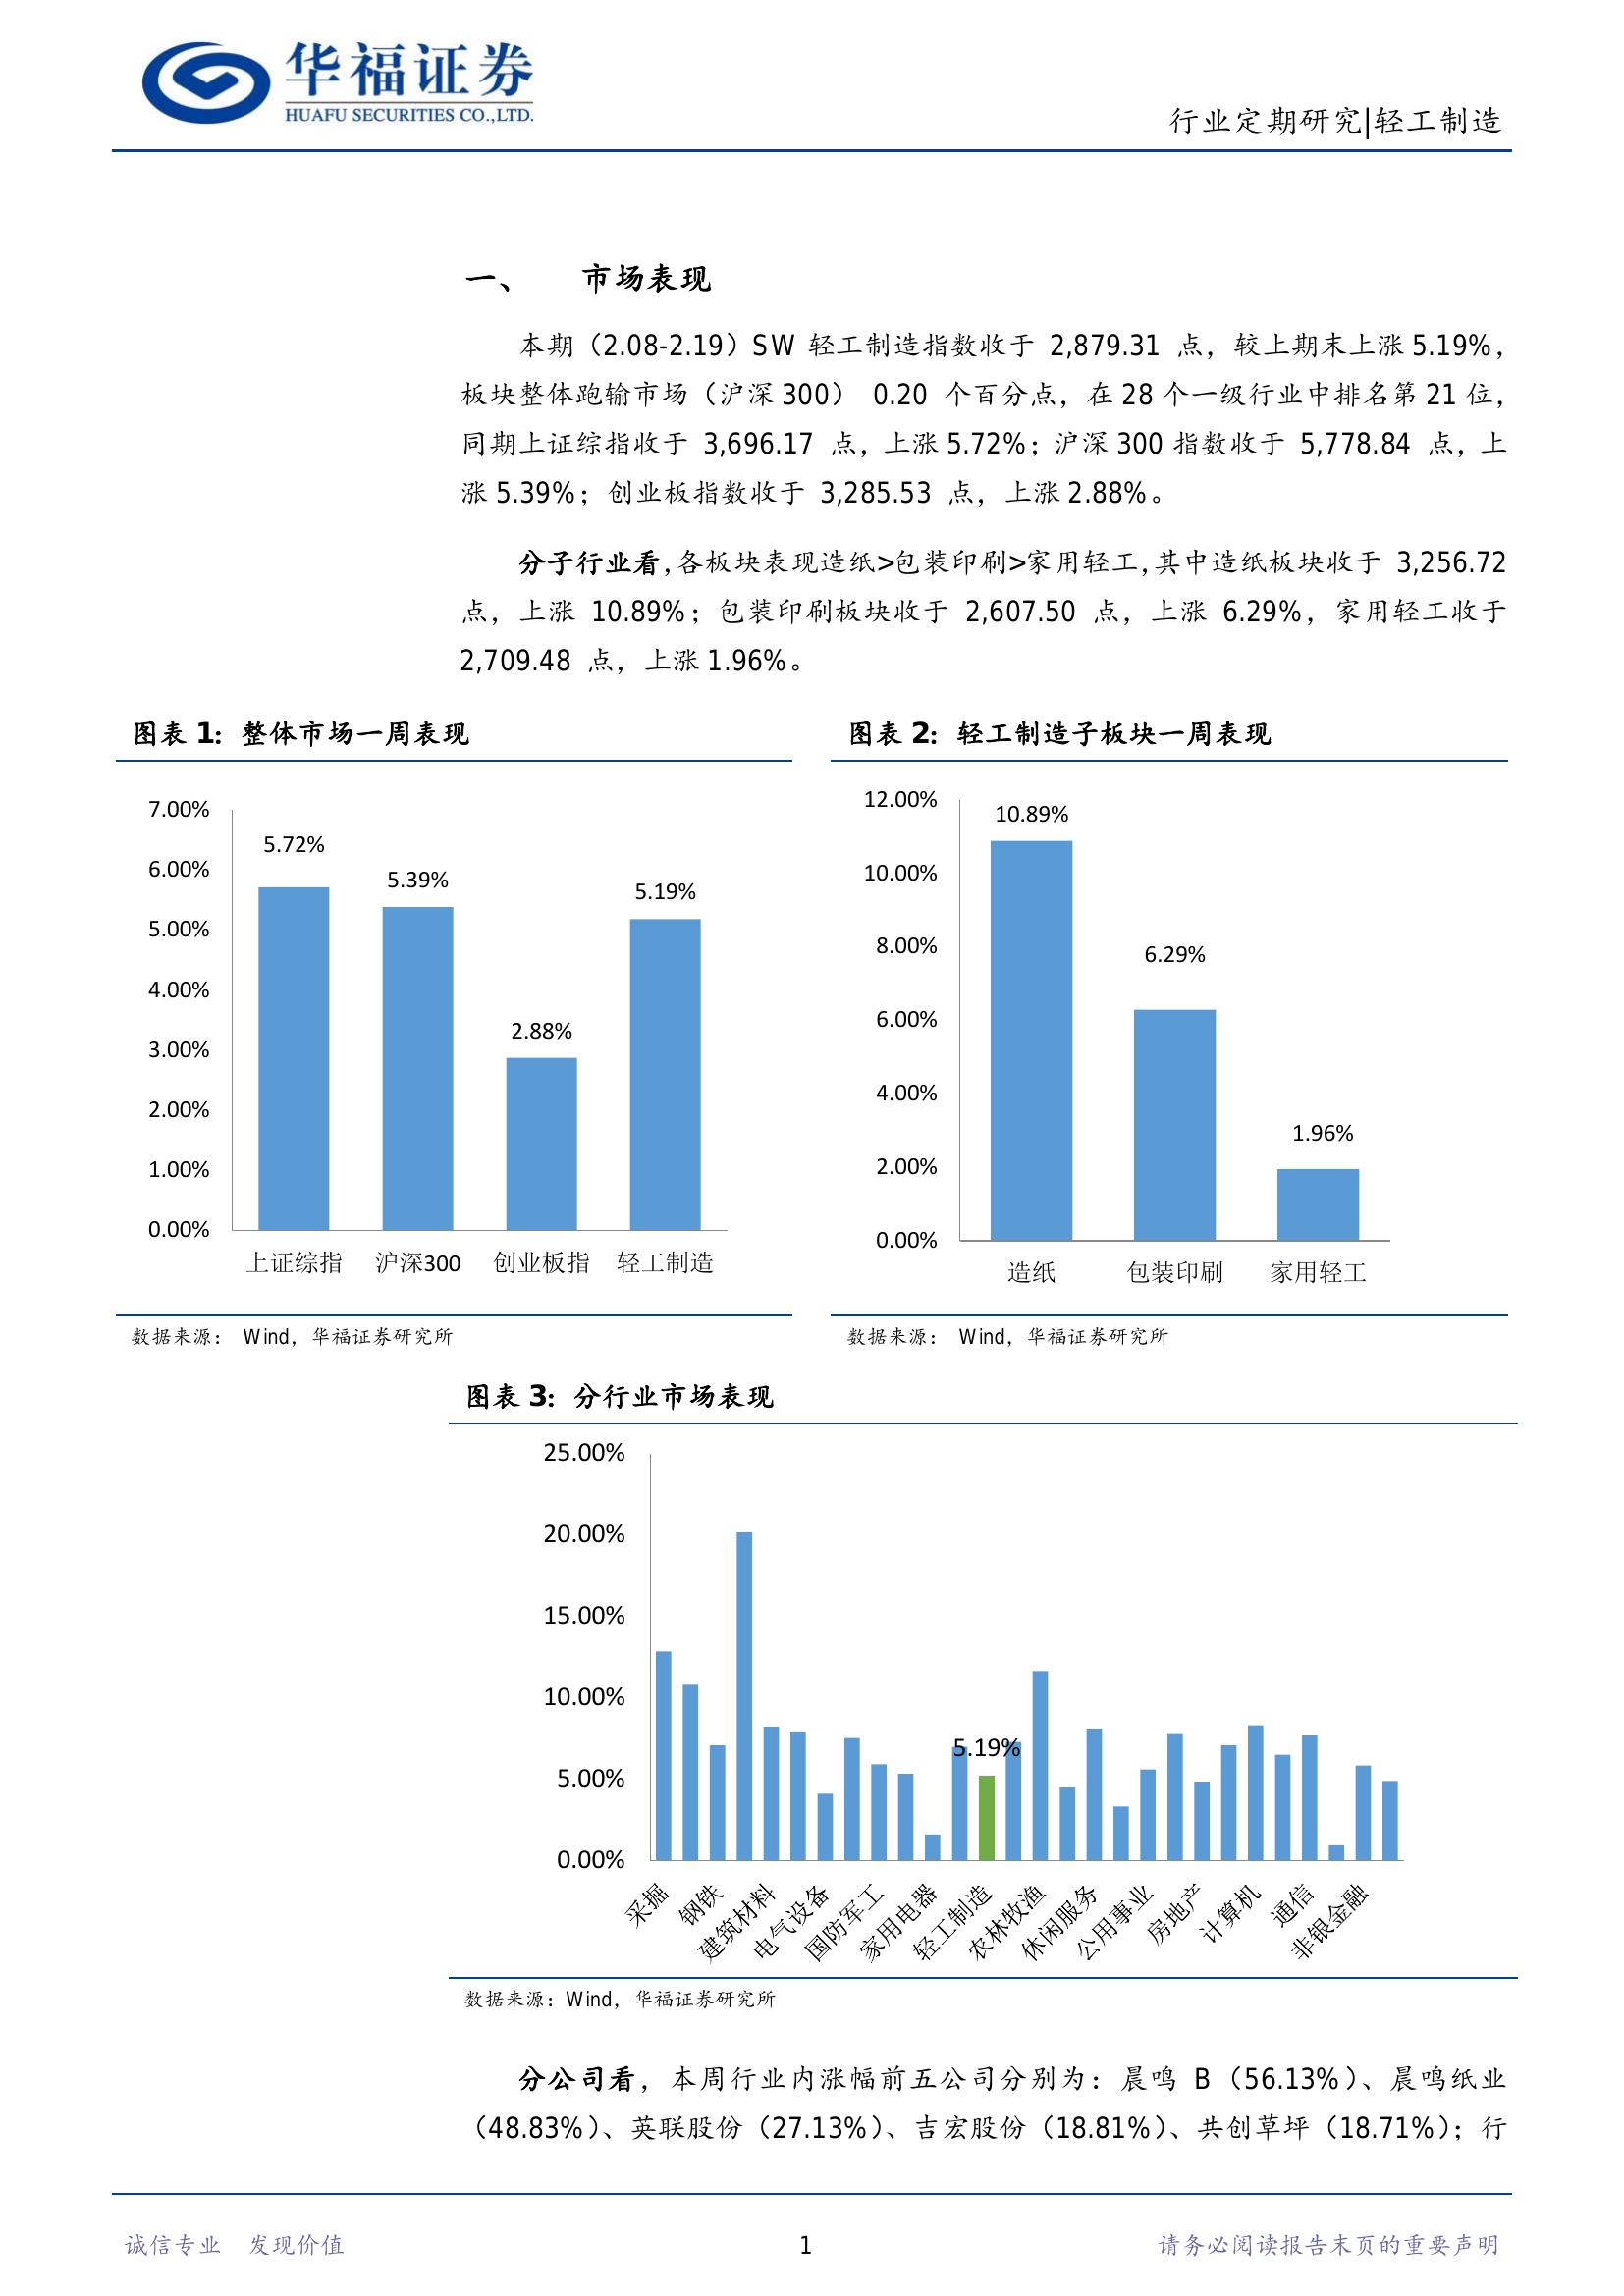 华福证券
HUAFU SECURITIES CO.,LTD.
行业定期研究|轻工制造
一、 市场表现
本期（2.08-2.19）SW 轻工制造指数收于 2,879.31 点，较上期末上涨 5.19%，
板块整体跑输市场（沪深 300） 0.20 个百分点，在 28 个一级行业中排名第 21 位，
同期上证综指收于 3,696.17 点，上涨 5.72%；沪深 300 指数收于 5,778.84 点，上
涨 5.39%；创业板指数收于 3,285.53 点，上涨 2.88%。
分子行业看，各板块表现造纸>包装印刷>家用轻工，其中造纸板块收于 3,256.72
点，上涨 10.89%；包装印刷板块收于 2,607.50 点，上涨 6.29%，家用轻工收于
2,709.48 点，上涨 1.96%。
图表 1：整体市场一周表现
7.00%
6.00%
5.00%
4.00%
3.00%
2.00%
1.00%
0.00%
5.72%
5.39%
2.88%
5.19%
上证综指 沪深300 创业板指 轻工制造
数据来源： Wind，华福证券研究所
图表 2：轻工制造子板块一周表现
12.00%
10.00%
8.00%
6.00%
4.00%
2.00%
0.00%
10.89%
6.29%
1.96%
造纸 包装印刷 家用轻工
数据来源： Wind，华福证券研究所
图表 3：分行业市场表现
25.00%
20.00%
15.00%
10.00%
5.00%
0.00%
5.19%
采掘
钢铁
建筑材料
电气设备
国防军工
家用电器
轻工制造
农林牧渔
休闲服务
公用事业
房地产
计算机
通信
非银金融
数据来源：Wind，华福证券研究所
分公司看，本周行业内涨幅前五公司分别为：晨鸣 B（56.13%）、晨鸣纸业
（48.83%）、英联股份（27.13%）、吉宏股份（18.81%）、共创草坪（18.71%）；行
诚信专业 发现价值
1
请务必阅读报告末页的重要声明